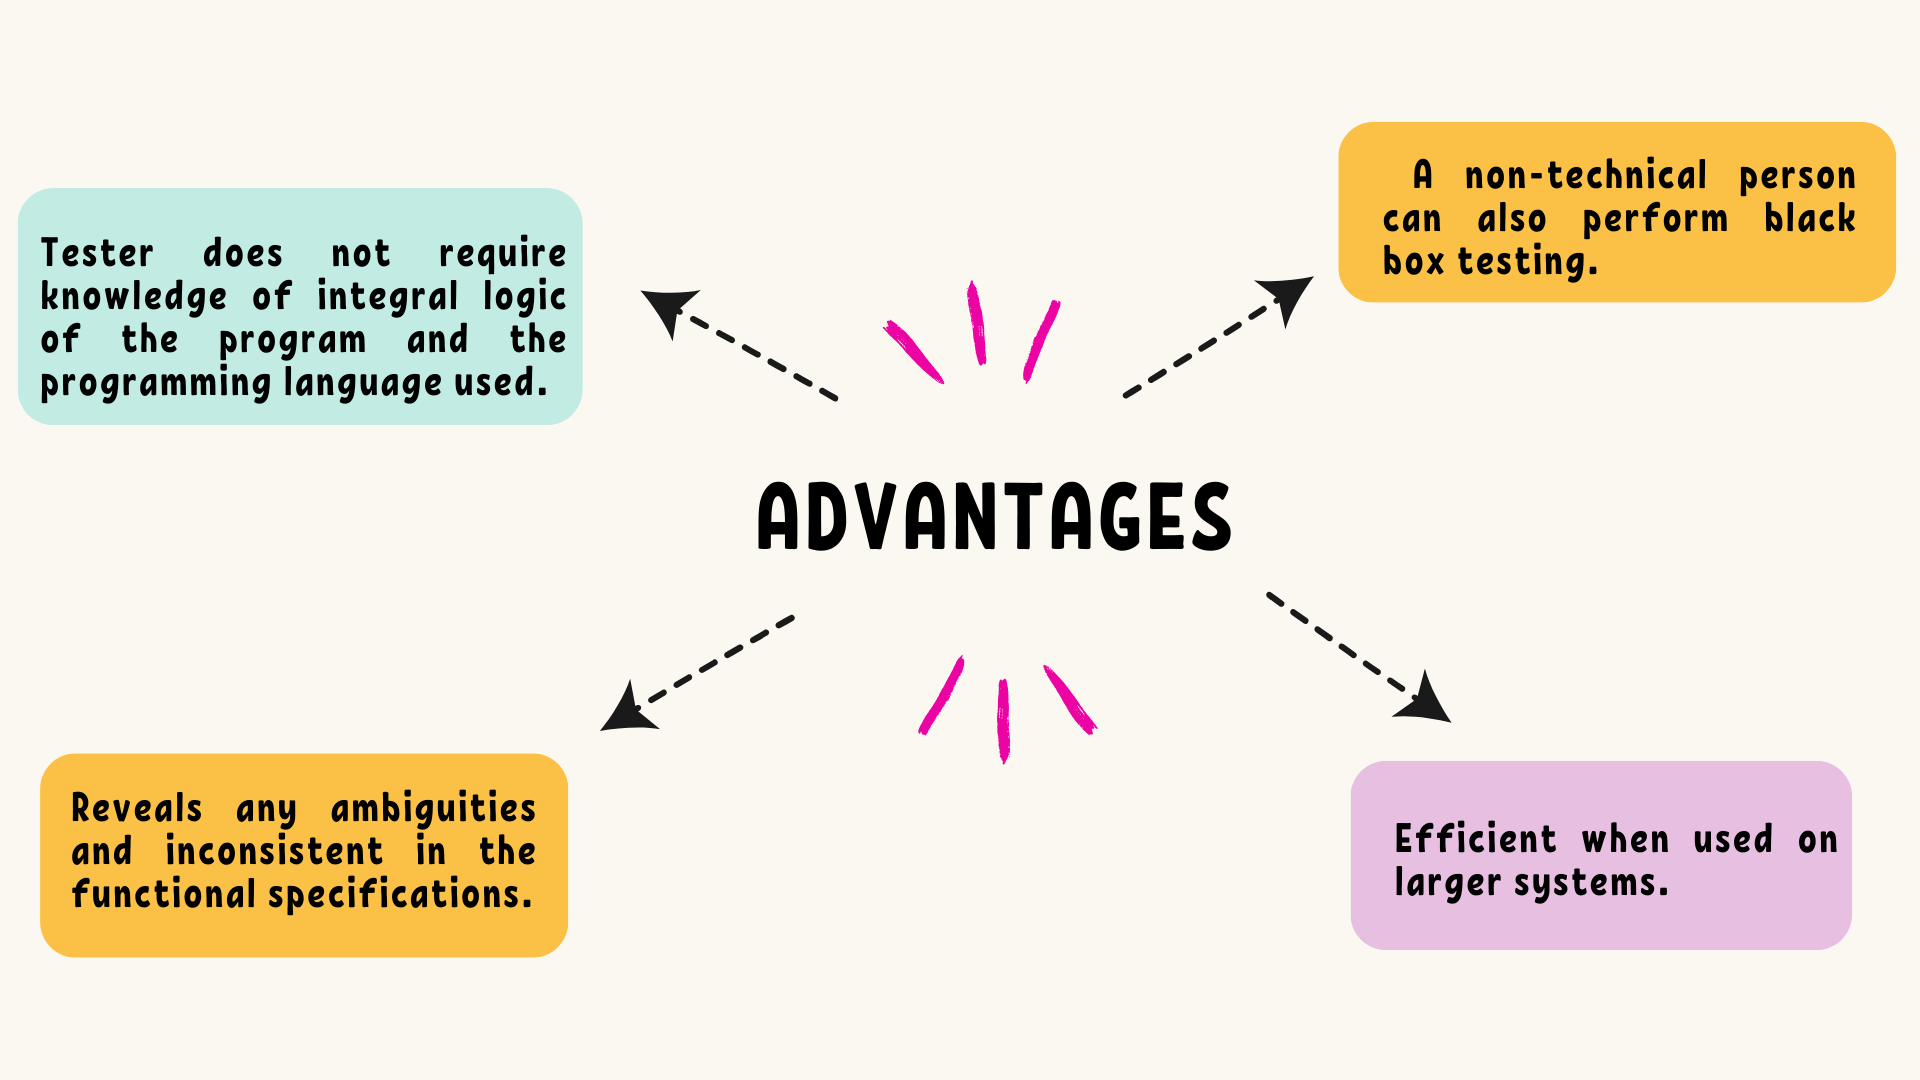 Tester does not require
knowledge of integral logic
of the program and the
programming language used.
A non-technical person
can also perform black
box testing.
ADVANTAGES
Reveals any ambiguities
and inconsistent in the
functional specifications.
Efficient when used on
larger systems.